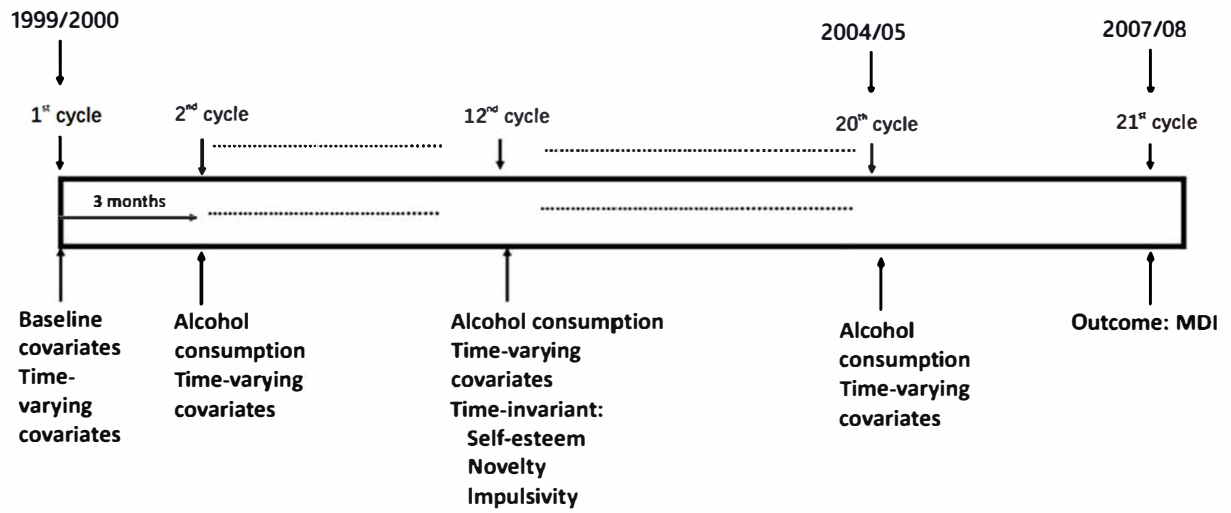 1999/2000
2004/05
2007/08
1st cycle
2nd cycle
12nd cycle
20th cycle
21st cycle
3 months
Baseline
covariates
Time-
varying
covariates
Alcohol
consumption
Time-varying
covariates
Alcohol consumption
Time-varying
covariates
Time-invariant:
Self-esteem
Novelty
Impulsivity
Alcohol
consumption
Time-varying
covariates
Outcome: MDI